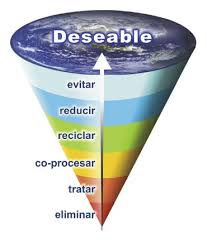 Deseable
evitar
reducir
reciclar
co-procesar
tratar
eliminar